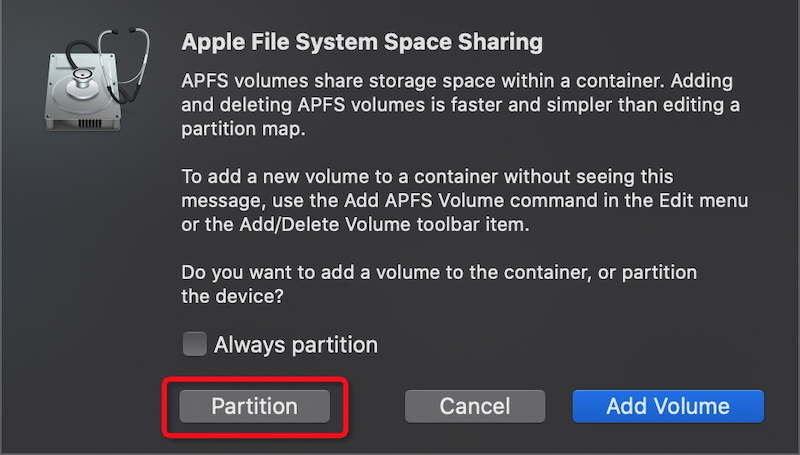 Apple File System Space Sharing
APFS volumes share storage space within a container. Adding
and deleting APFS volumes is faster and simpler than editing a
partition map.
To add a new volume to a container without seeing this
message, use the Add APFS Volume command in the Edit menu
or the Add/Delete Volume toolbar item.
Do you want to add a volume to the container, or partition
the device?
Always partition
Partition
Cancel
Add Volume